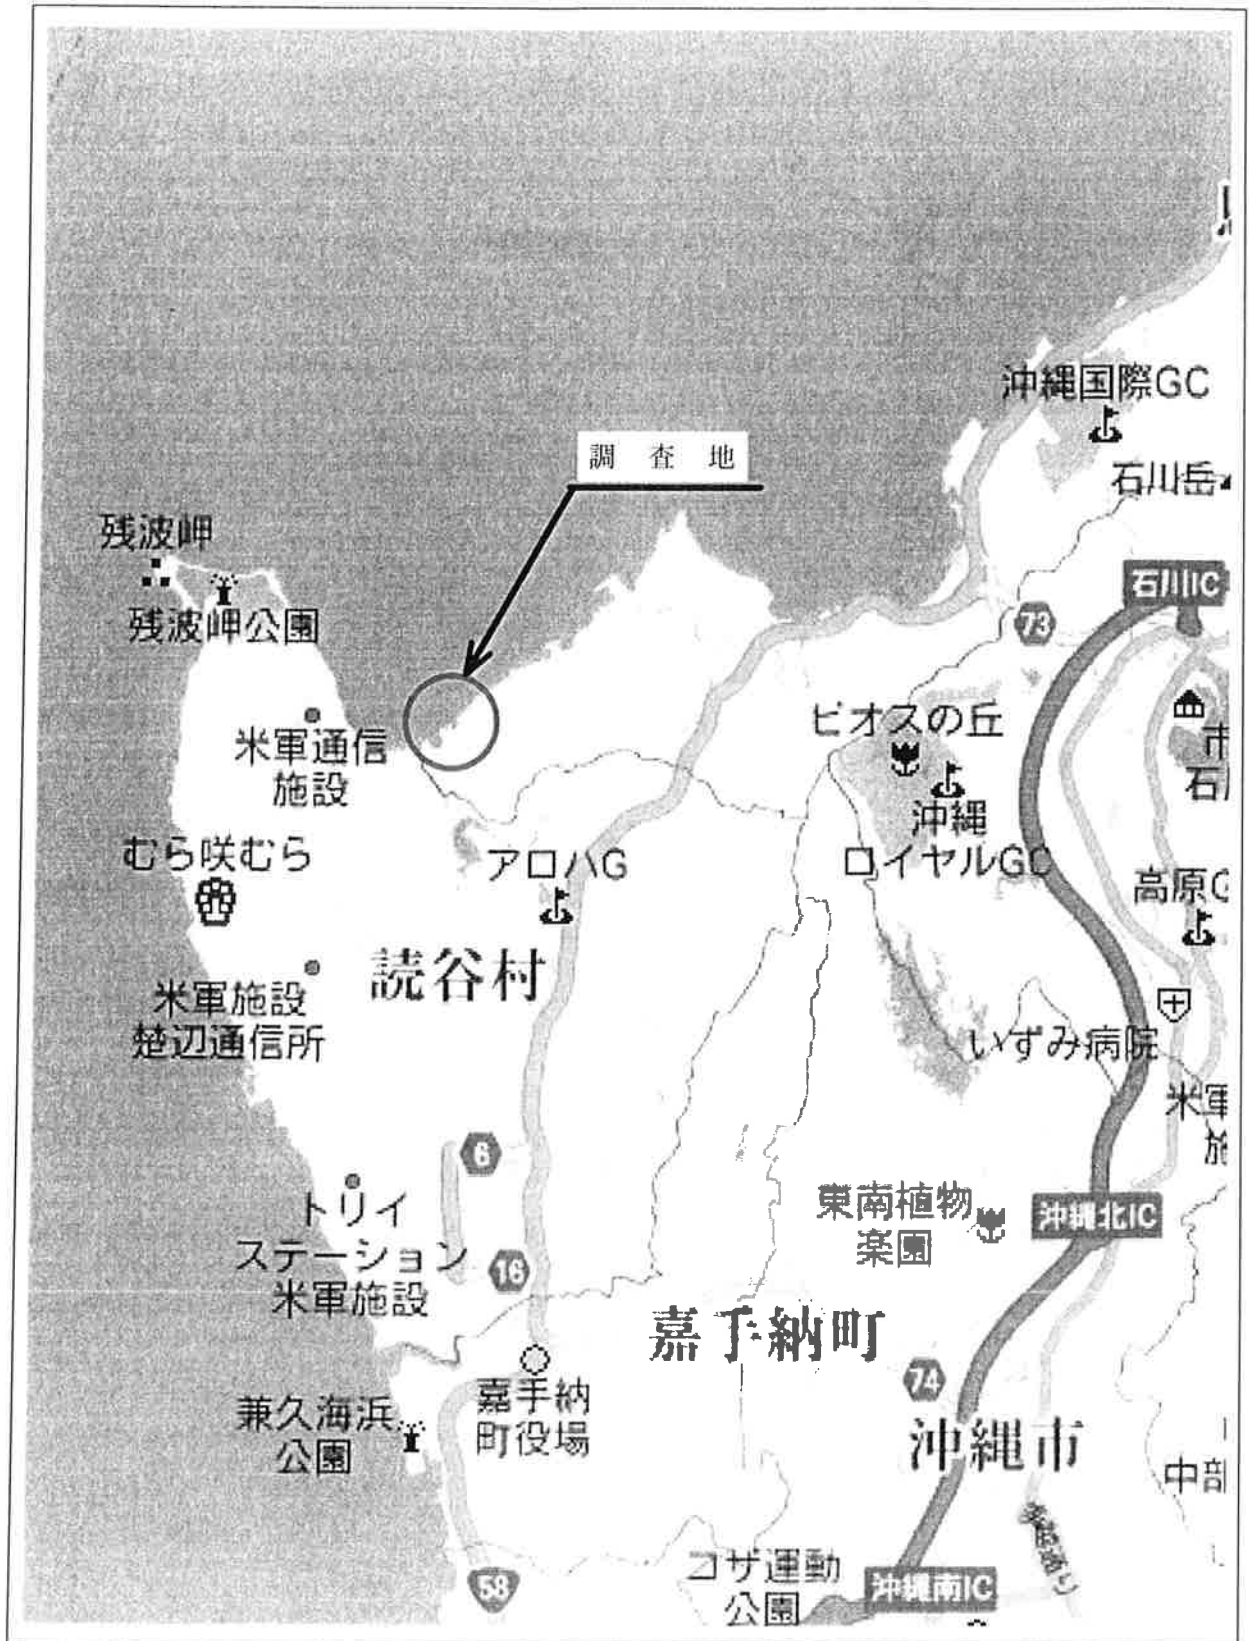 沖縄国際GC
調査地
石川岳
残波岬
石川IC
残波岬公園
73
ビオスの丘
米軍通信
施設
沖縄
ロイヤルGC
むら咲むら
アロハG
高原G
読谷村
米軍施設
楚辺通信所
いずみ病院
米軍
施
6
東南植物
楽園
沖縄北IC
トリイ
ステーション
米軍施設
16
嘉手納町
74
嘉手納
町役場
兼久海浜
公園
沖縄市
中部
コザ運動
公園
沖縄南IC
58